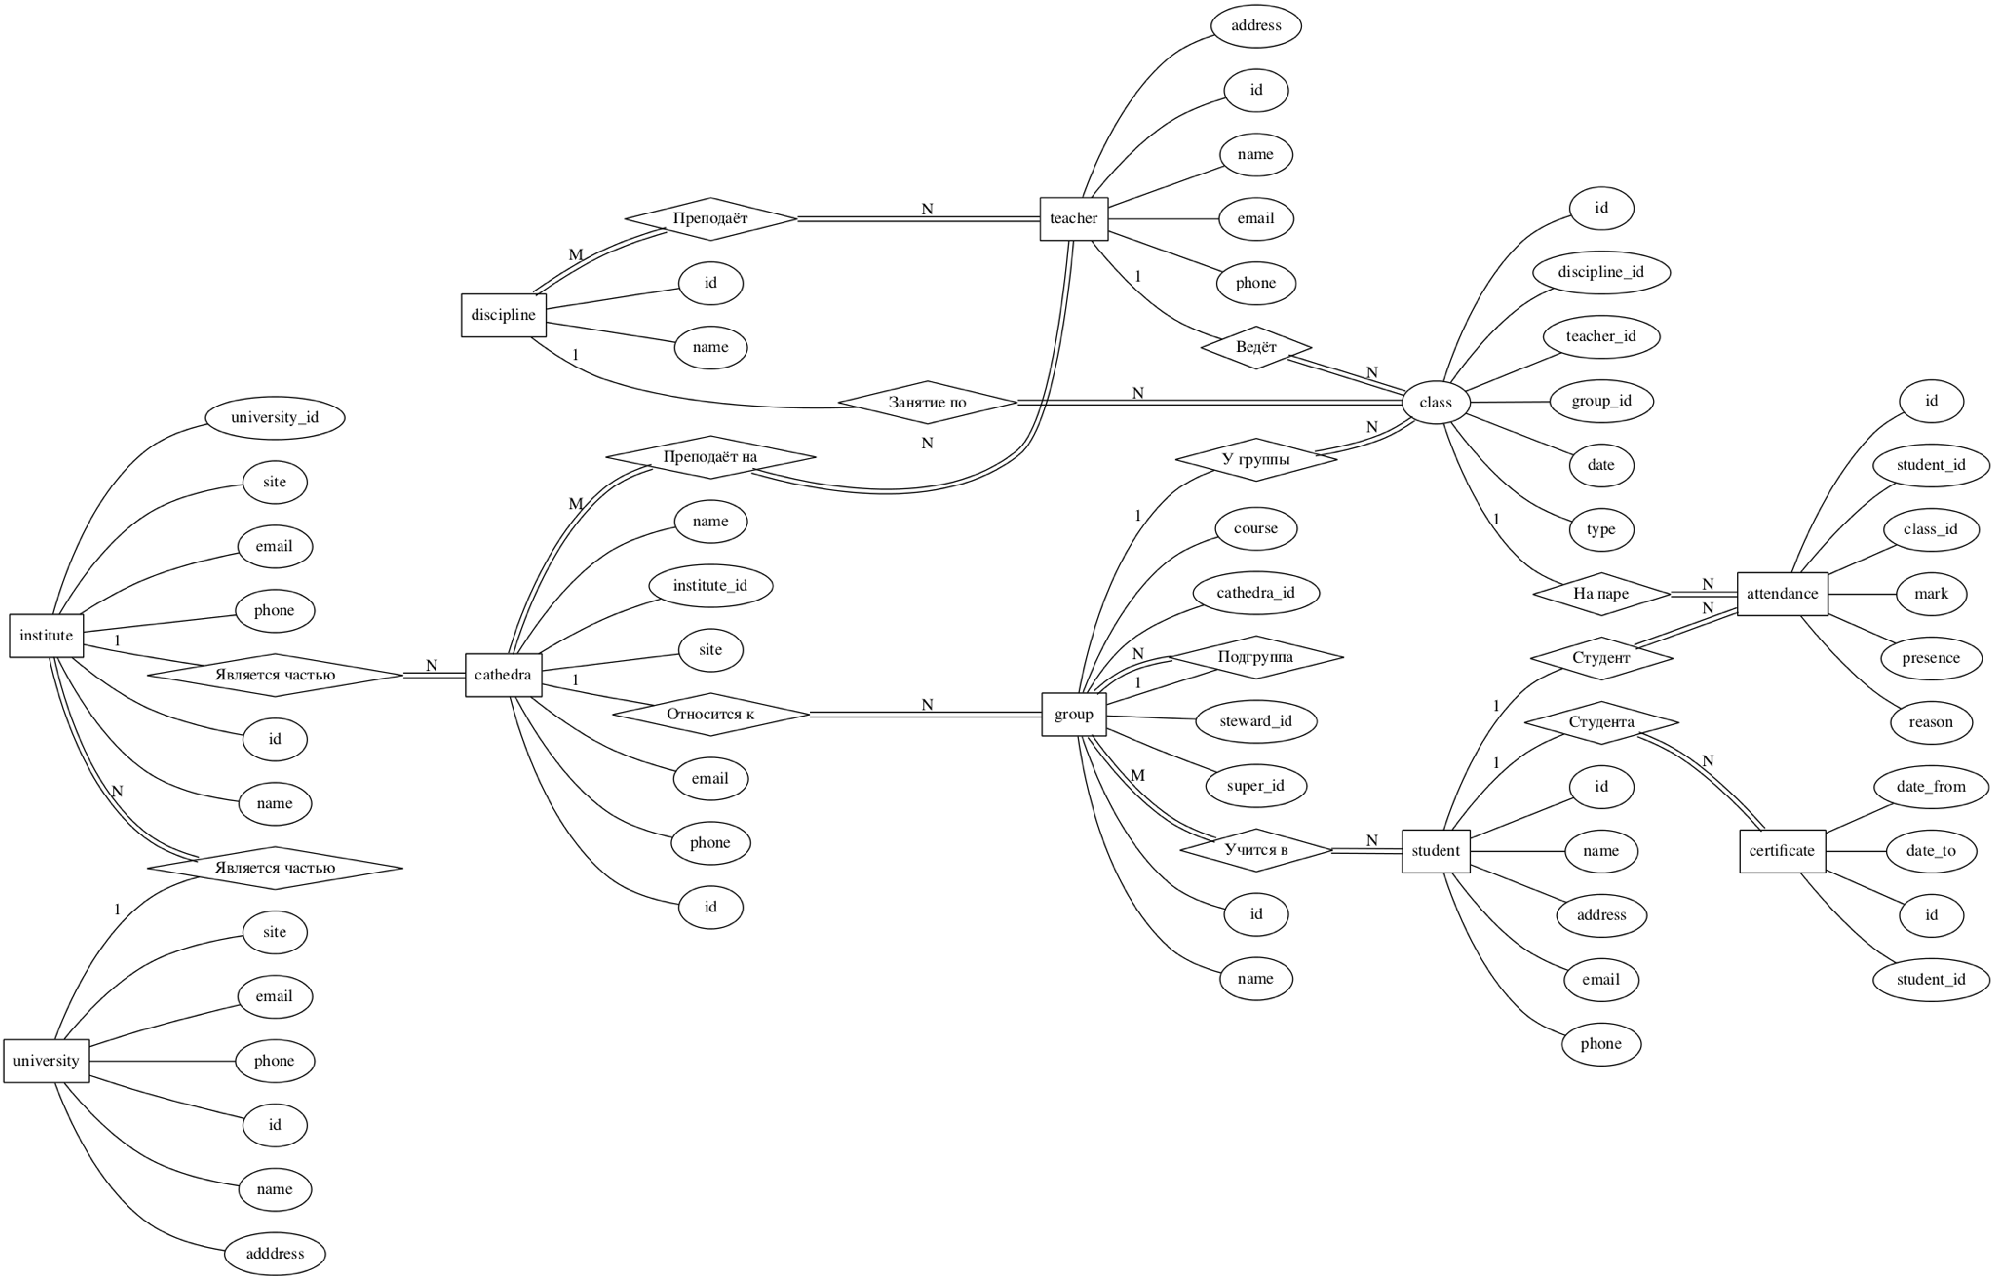 address
id
name
email
phone
teacher
Преподаёт
N
M
discipline
id
name
1
1
Ведёт
N
Занятие по
N
class
id
discipline_id
teacher_id
group_id
date
type
N
У группы
1
1
На паре
N
attendance
id
student_id
class_id
mark
presence
reason
N
Студент
1
N
Преподаёт на
M
name
institute_id
site
1
cathedra
Относится к
N
email
phone
id
university_id
site
email
phone
institute
1
Является частью
N
id
name
N
Является частью
1
site
email
phone
university
id
name
adddress
course
cathedra_id
N
Подгруппа
1
group
steward_id
super_id
M
Учится в
N
id
name
Студента
1
N
student
id
name
address
email
phone
certificate
date_from
date_to
id
student_id